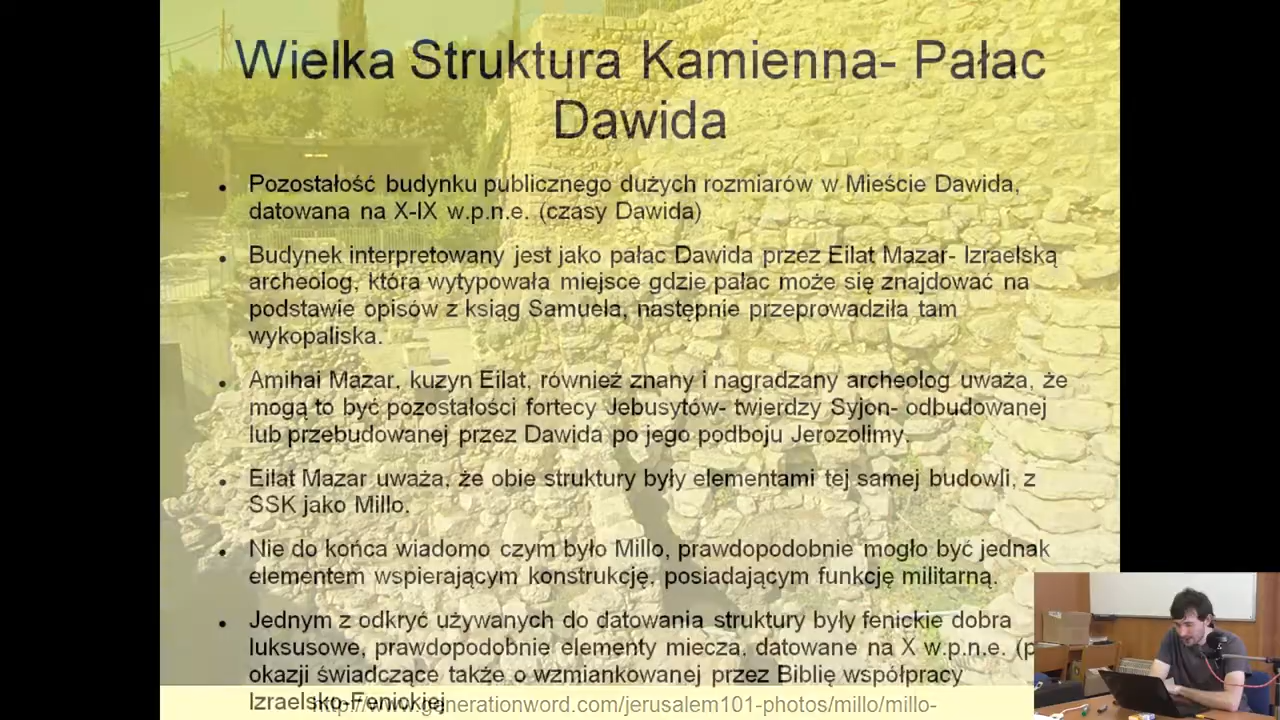 Wielka Struktura Kamienna- Pałac
Dawida
Pozostałość budynku publicznego dużych rozmiarów w Mieście Dawida,
datowana na X-IX w.p.n.e. (czasy Dawida)
Budynek interpretowany jest jako pałac Dawida przez Eilat Mazar- Izraelską
archeolog, która wytypowała miejsce gdzie pałac może się znajdować na
podstawie opisów z ksiąg Samuela, następnie przeprowadziła tam
wykopaliska.
Amihai Mazar, kuzyn Eilat, również znany i nagradzany archeolog uważa, że
mogą to być pozostałości fortecy Jebusytów- twierdzy Syjon- odbudowanej
lub przebudowanej przez Dawida po jego podboju Jerozolimy.
Eilat Mazar uważa, że obie struktury były elementami tej samej budowli, z
SSK jako Millo.
Nie do końca wiadomo czym było Millo, prawdopodobnie mogło być jednak
elementem wspierającym konstrukcję, posiadającym funkcję militarną.
Jednym z odkryć używanych do datowania struktury były fenickie dobra
luksusowe, prawdopodobnie elementy miecza, datowane na X w.p.n.e. (p
okazji świadczące także o wzmiankowanej przez Biblię współpracy
Izraelsko-Fenickiej
http://www.generationword.com/jerusalem101-photos/millo/millo-